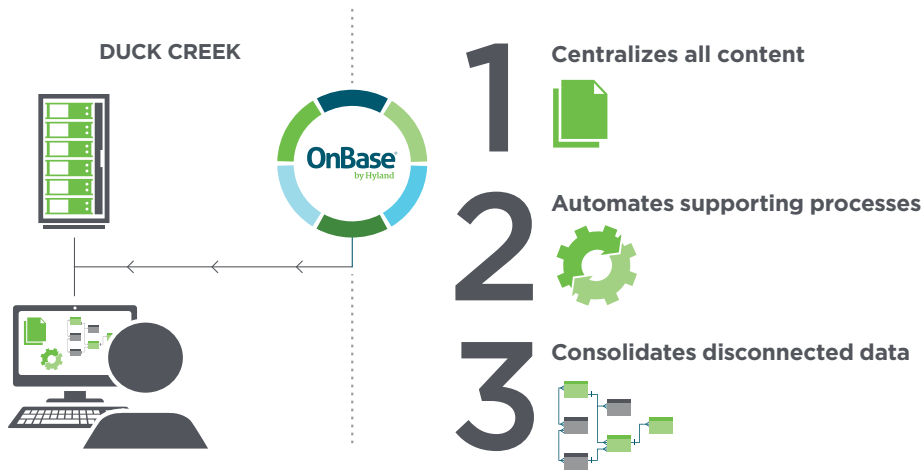 DUCK CREEK
OnBase®
by Hyland
1
Centralizes all content
2
Automates supporting processes
3
Consolidates disconnected data